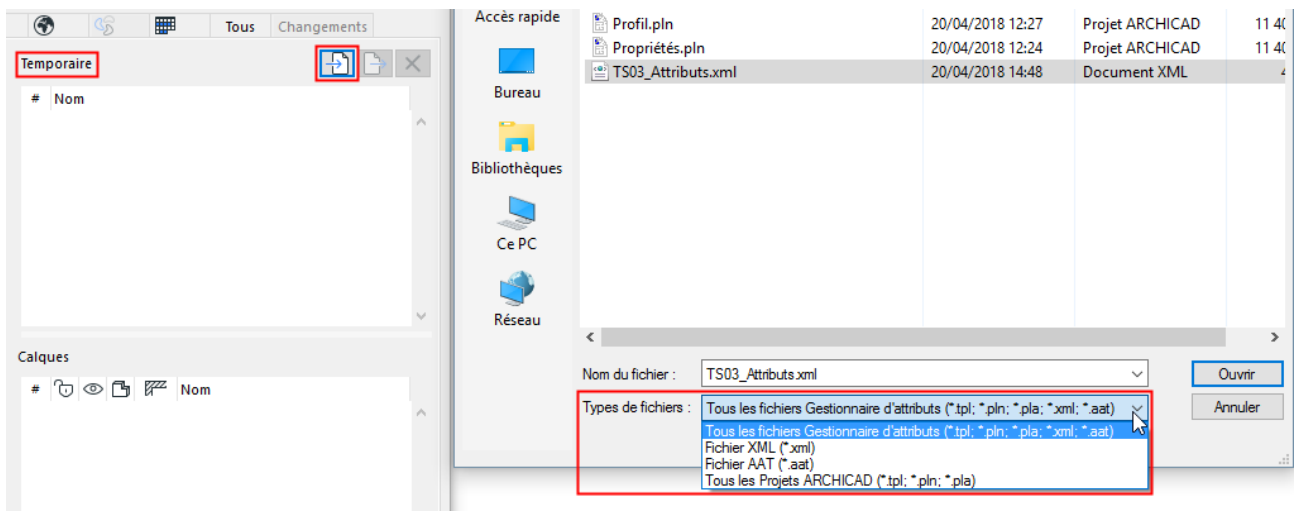 Tous Changements
Temporaire
# Nom
Calques
# Nom
Accès rapide
Bureau
Bibliothèques
Ce PC
Réseau
Profil.pln 20/04/2018 12:27 Projet ARCHICAD 11 40
Propriétés.pln 20/04/2018 12:24 Projet ARCHICAD 11 40
TS03_Attributs.xml 20/04/2018 14:48 Document XML
Nom du fichier : TS03_Attributs.xml Ouvrir
Types de fichiers : Tous les fichiers Gestionnaire d'attributs (*.tpl; *.pln; *.pla; *.xml; *.aat) Annuler
Tous les fichiers Gestionnaire d'attributs (*.tpl; *.pln; *.pla; *.xml; *.aat)
Fichier XML (*.xml)
Fichier AAT (*.aat)
Tous les Projets ARCHICAD (*.tpl; *.pln; *.pla)